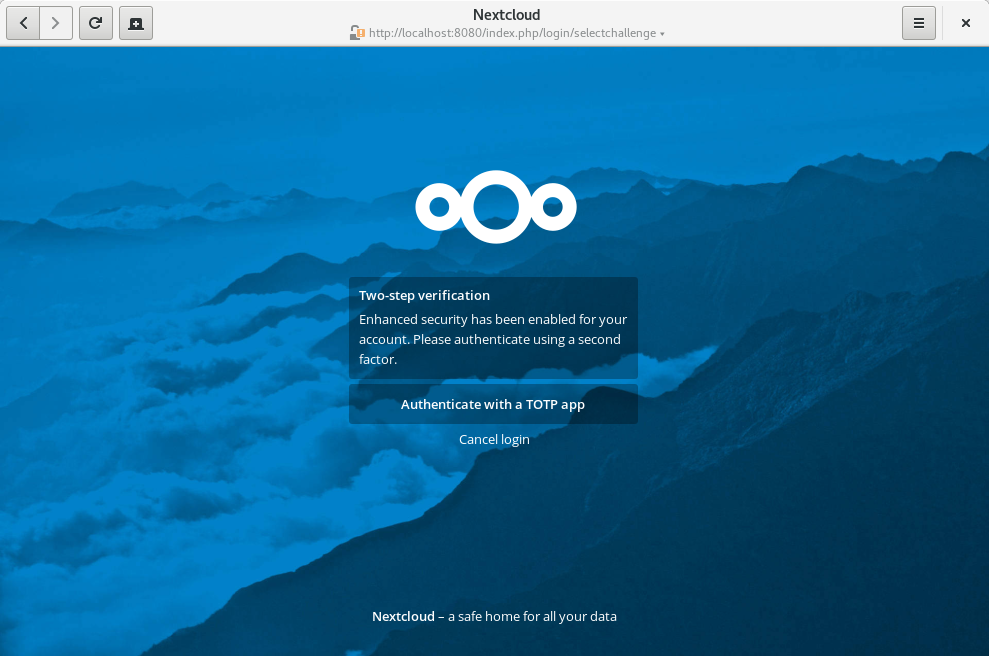 Nextcloud
http://localhost:8080/index.php/login/selectchallenge
Two-step verification
Enhanced security has been enabled for your
account. Please authenticate using a second
factor.
Authenticate with a TOTP app
Cancel login
Nextcloud – a safe home for all your data